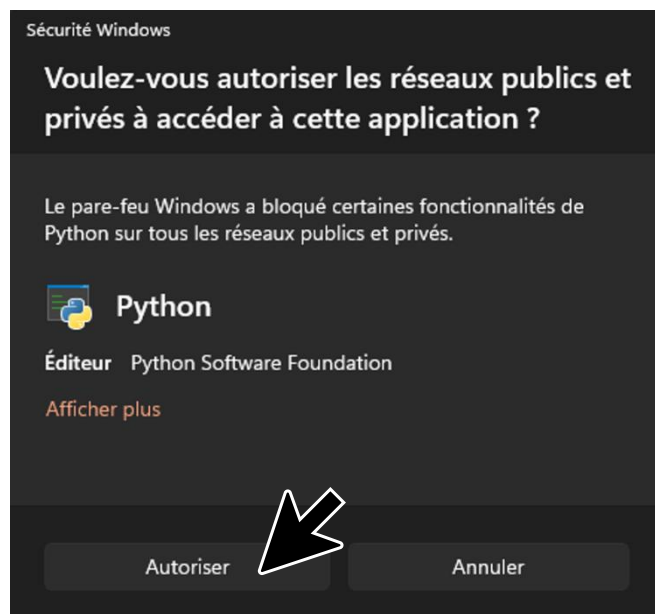 Sécurité Windows
Voulez-vous autoriser les réseaux publics et
privés à accéder à cette application ?
Le pare-feu Windows a bloqué certaines fonctionnalités de
Python sur tous les réseaux publics et privés.
Python
Éditeur Python Software Foundation
Afficher plus
Autoriser Annuler